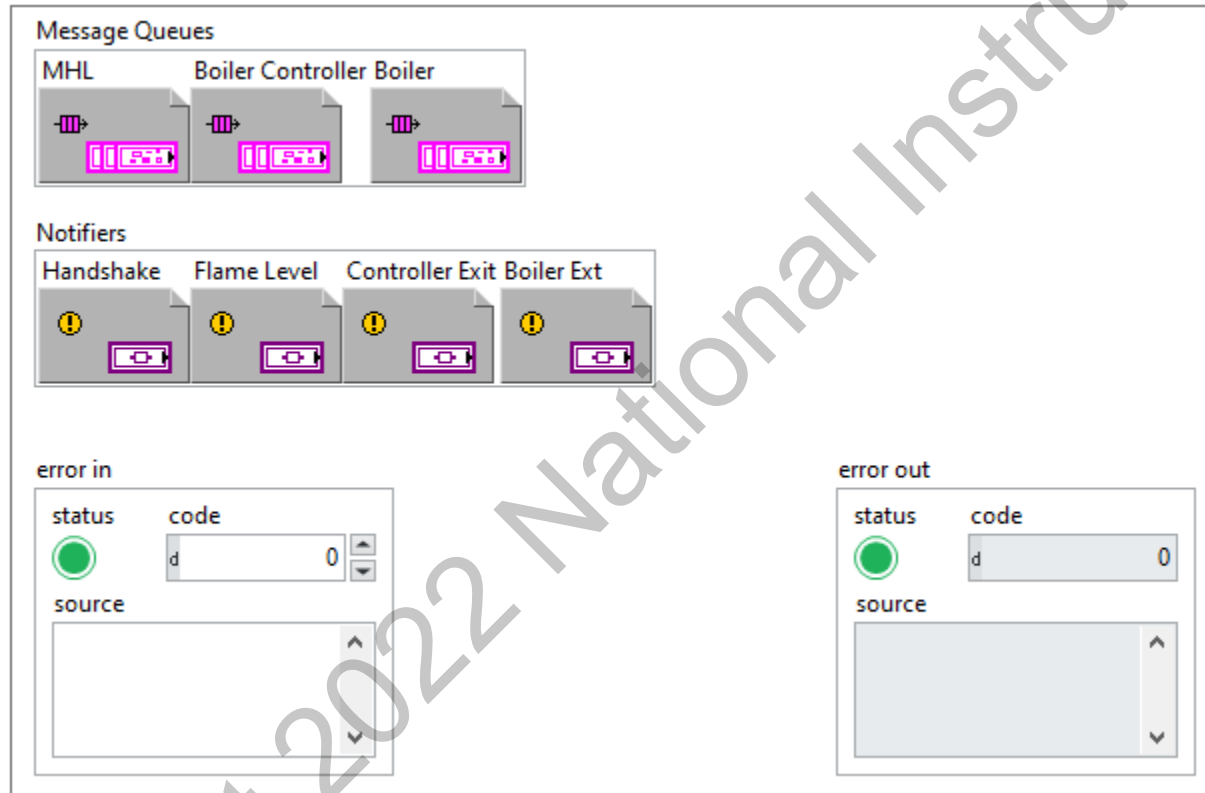 Message Queues
MHL Boiler Controller Boiler
Notifiers
Handshake Flame Level Controller Exit Boiler Ext
error in
error out
status code
d 0
source
status code
d 0
source
2022 National